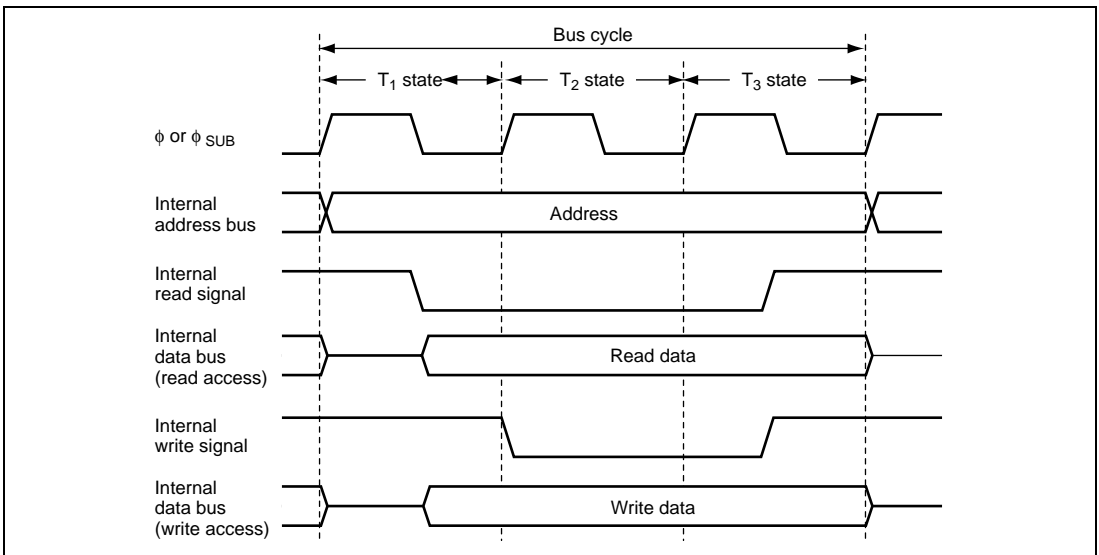 Bus cycle
T₁ state
T₂ state
T₃ state
ϕ or ϕ SUB
Internal
address bus
Address
Internal
read signal
Internal
data bus
(read access)
Read data
Internal
write signal
Internal
data bus
(write access)
Write data